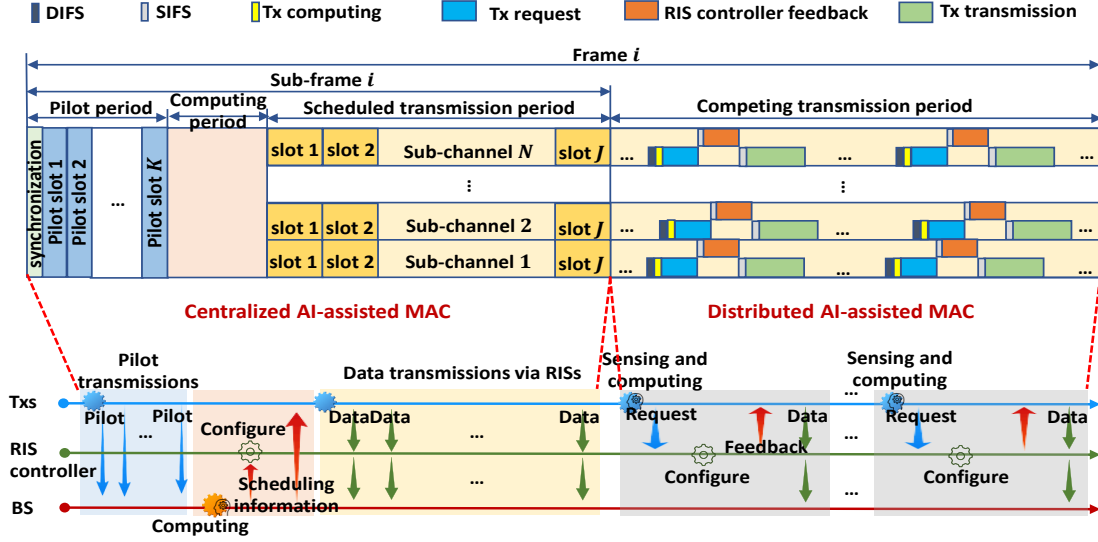 DIFS
SIFS
Tx computing
Tx request
RIS controller feedback
Tx transmission
Frame i
Sub-frame i
Pilot period
Computing
period
Scheduled transmission period
Competing transmission period
synchronization
Pilot slot 1
Pilot slot 2
...
Pilot slot K
slot 1
slot 2
Sub-channel N
slot J
...
...
...
⋮
⋮
slot 1
slot 2
Sub-channel 2
slot J
...
...
...
slot 1
slot 2
Sub-channel 1
slot J
...
...
...
Centralized AI-assisted MAC
Distributed AI-assisted MAC
Pilot
transmissions
Data transmissions via RISs
Sensing and
computing
Sensing and
computing
Txs
...
Pilot
...
Pilot
Configure
DataData
...
Data
Request
Data
Request
Data
RIS
controller
Feedback
Configure
...
Configure
Scheduling
information
...
BS
...
Computing